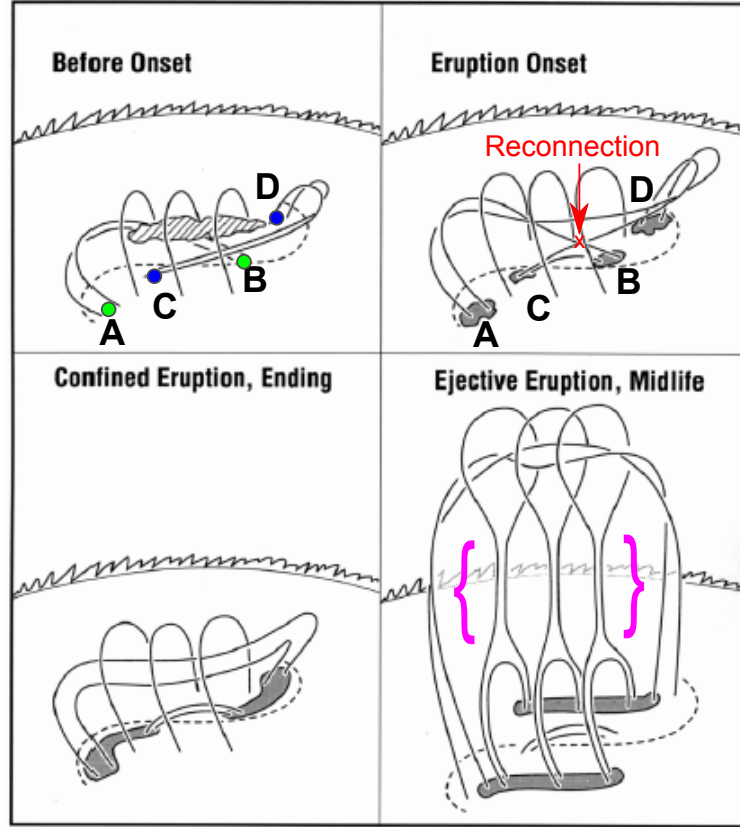 Before Onset
D
B
C
A
Eruption Onset
Reconnection
D
x
B
C
A
Confined Eruption, Ending
Ejective Eruption, Midlife
{ }